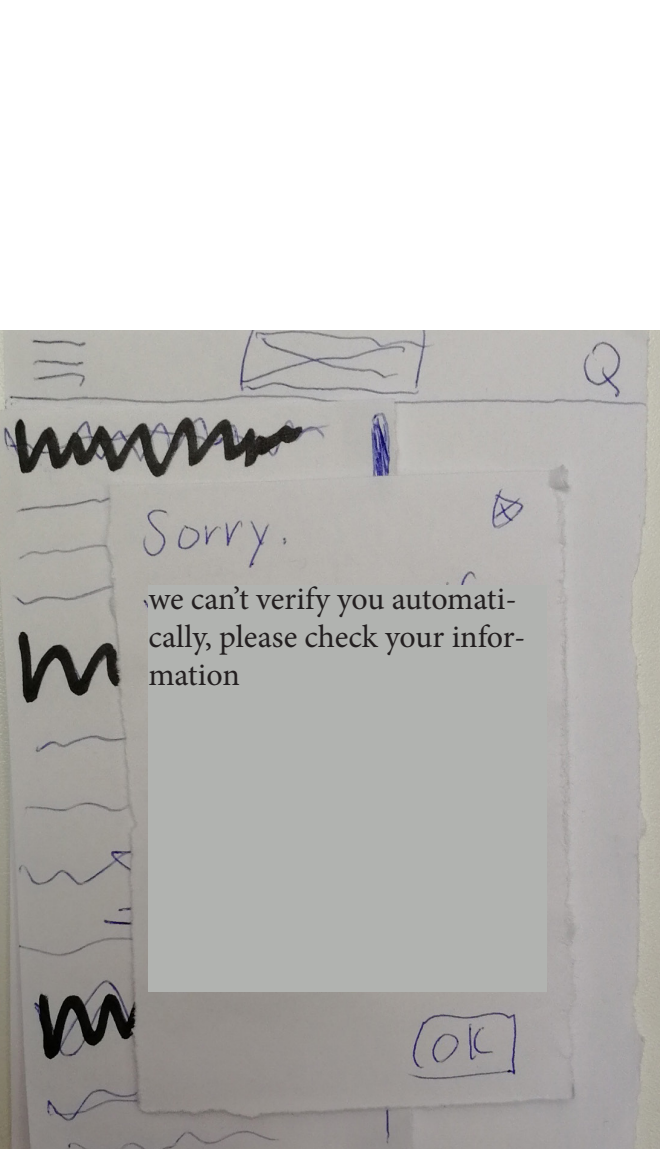 Sorry.
we can’t verify you automati-
cally, please check your infor-
mation
OK